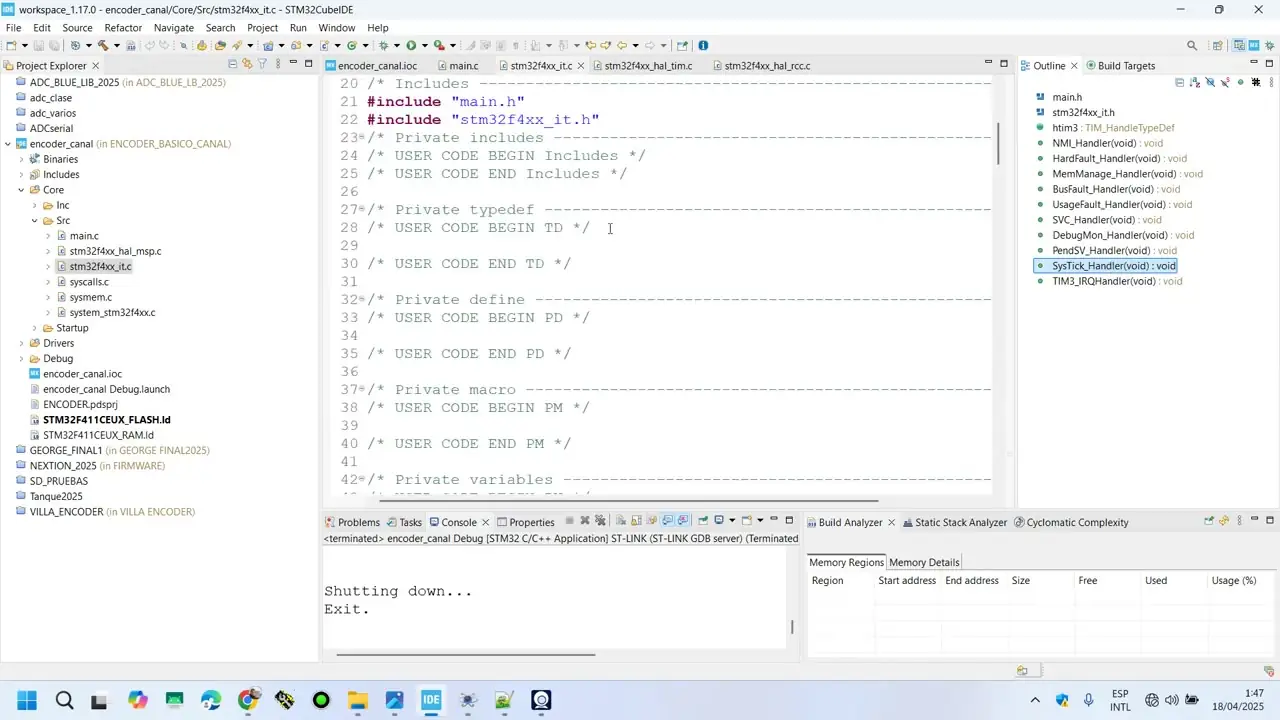 workspace_1.17.0 - encoder_canal/Core/Src/stm32f4xx_it.c - STM32CubeIDE
File Edit Source Refactor Navigate Search Project Run Window Help
Project Explorer
ADC_BLUE_LIB_2025 (in ADC_BLUE_LB_2025)
adc_clase
adc_varios
ADCserial
encoder_canal (in ENCODER_BASICO_CANAL)
Binaries
Includes
Core
Inc
Src
main.c
stm32f4xx_hal_msp.c
stm32f4xx_it.c
syscalls.c
sysmem.c
system_stm32f4xx.c
Startup
Drivers
Debug
encoder_canal.ioc
encoder_canal Debug.launch
ENCODER.pdsprj
STM32F411CEUX_FLASH.ld
STM32F411CEUX_RAM.ld
GEORGE_FINAL1 (in GEORGE FINAL2025)
NEXTION_2025 (in FIRMWARE)
SD_PRUEBAS
Tanque2025
VILLA_ENCODER (in VILLA ENCODER)
encoder_canal.ioc main.c stm32f4xx_it.c stm32f4xx_hal_tim.c stm32f4xx_hal_rcc.c
20 /* Includes ------------------------------------------------
21 #include "main.h"
22 #include "stm32f4xx_it.h"
23 /* Private includes ----------------------------------------
24 /* USER CODE BEGIN Includes */
25 /* USER CODE END Includes */
26
27 /* Private typedef -----------------------------------------
28 /* USER CODE BEGIN TD */
29
30 /* USER CODE END TD */
31
32 /* Private define ------------------------------------------
33 /* USER CODE BEGIN PD */
34
35 /* USER CODE END PD */
36
37 /* Private macro -------------------------------------------
38 /* USER CODE BEGIN PM */
39
40 /* USER CODE END PM */
41
42 /* Private variables ---------------------------------------
Outline Build Targets
main.h
stm32f4xx_it.h
htim3 : TIM_HandleTypeDef
NMI_Handler(void) : void
HardFault_Handler(void) : void
MemManage_Handler(void) : void
BusFault_Handler(void) : void
UsageFault_Handler(void) : void
SVC_Handler(void) : void
DebugMon_Handler(void) : void
PendSV_Handler(void) : void
SysTick_Handler(void) : void
TIM3_IRQHandler(void) : void
Problems Tasks Console Properties
<terminated> encoder_canal Debug [STM32 C/C++ Application] ST-LINK (ST-LINK GDB server) (Terminated
Shutting down...
Exit.
Build Analyzer Static Stack Analyzer Cyclomatic Complexity
Memory Regions Memory Details
Region Start address End address Size Free Used Usage (%)
ESP
INTL
1:47
18/04/2025